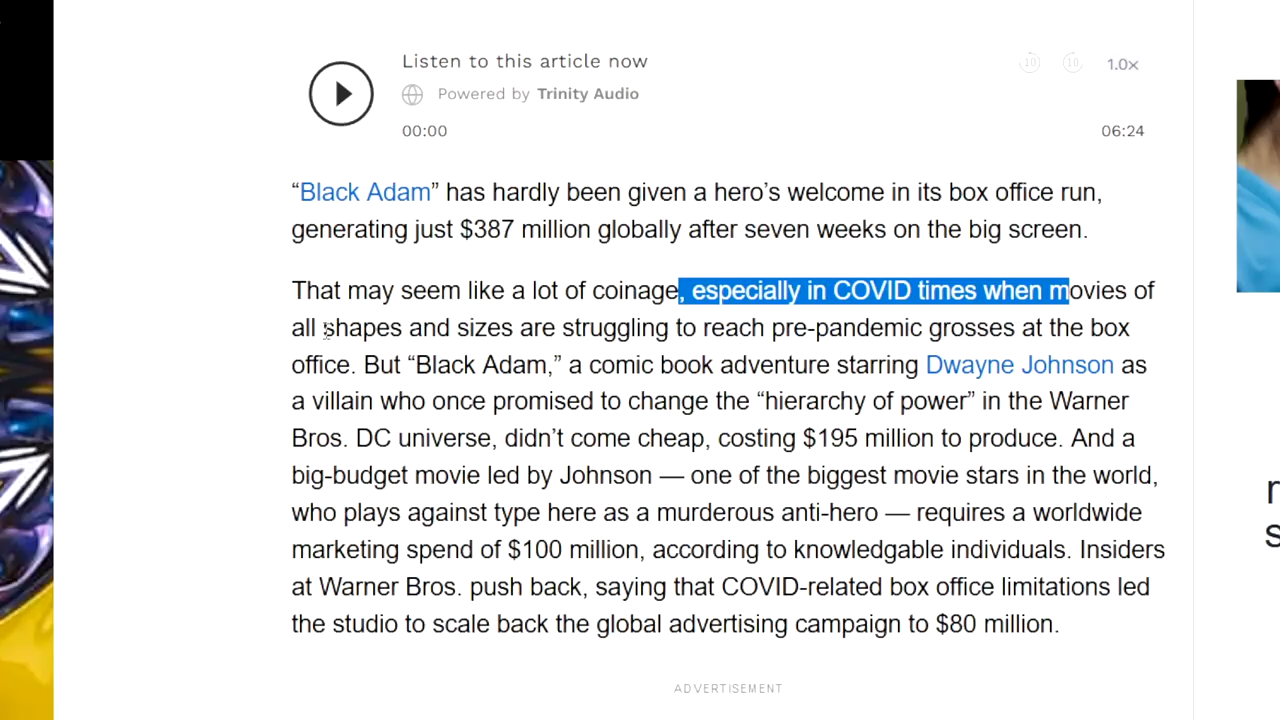 Listen to this article now
10 10 1.0x
Powered by Trinity Audio
00:00 06:24
“Black Adam” has hardly been given a hero’s welcome in its box office run,
generating just $387 million globally after seven weeks on the big screen.
That may seem like a lot of coinage, especially in COVID times when movies of
all shapes and sizes are struggling to reach pre-pandemic grosses at the box
office. But “Black Adam,” a comic book adventure starring Dwayne Johnson as
a villain who once promised to change the “hierarchy of power” in the Warner
Bros. DC universe, didn’t come cheap, costing $195 million to produce. And a
big-budget movie led by Johnson — one of the biggest movie stars in the world,
who plays against type here as a murderous anti-hero — requires a worldwide
marketing spend of $100 million, according to knowledgable individuals. Insiders
at Warner Bros. push back, saying that COVID-related box office limitations led
the studio to scale back the global advertising campaign to $80 million.
ADVERTISEMENT